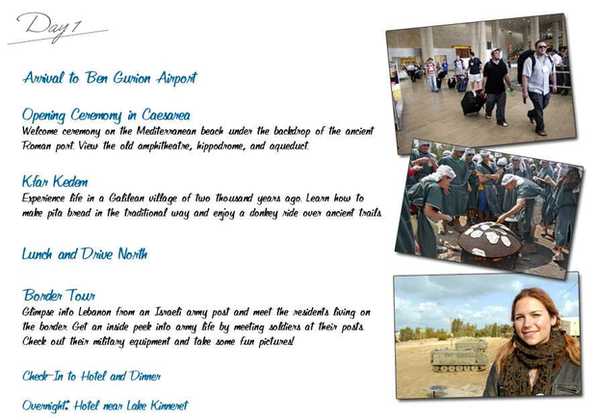 Day 1
Arrival to Ben Gurion Airport
Opening Ceremony in Caesarea
Welcome ceremony on the Mediterranean beach under the backdrop of the ancient
Roman port. View the old amphitheatre, hippodrome, and aqueduct.
Kfar Kedem
Experience life in a Galilean village of two thousand years ago. Learn how to
make pita bread in the traditional way and enjoy a donkey ride over ancient trails.
Lunch and Drive North
Border Tour
Glimpse into Lebanon from an Israeli army post and meet the residents living on
the border. Get an inside peek into army life by meeting soldiers at their posts.
Check out their military equipment and take some fun pictures!
Check-In to Hotel and Dinner
Overnight: Hotel near Lake Kinneret